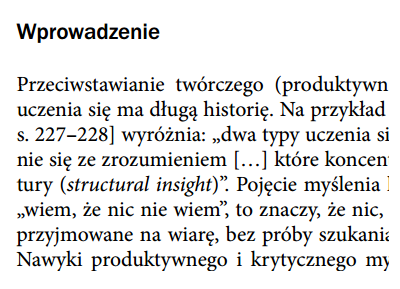 Wprowadzenie
Przeciwstawianie twórczego (produktywn
uczenia się ma długą historię. Na przykład
s. 227–228] wyróżnia: „dwa typy uczenia si
nie się ze zrozumieniem […] które koncen
tury (structural insight)”. Pojęcie myślenia
„wiem, że nic nie wiem”, to znaczy, że nic,
przyjmowane na wiarę, bez próby szukania
Nawyki produktywnego i krytycznego my